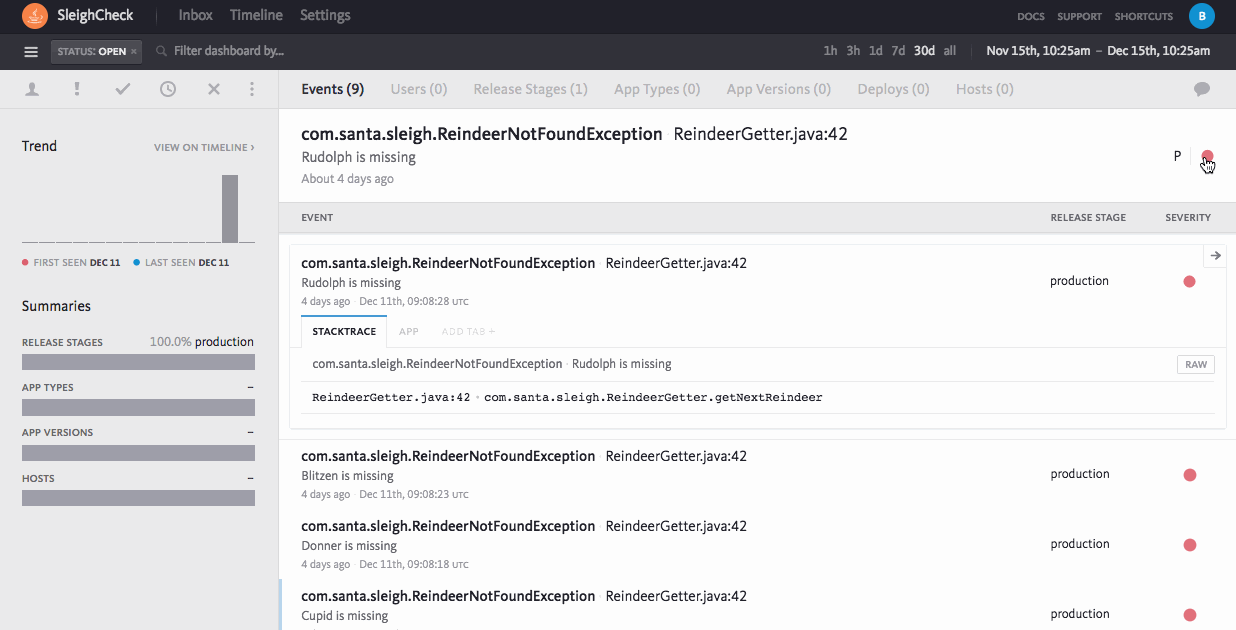 SleighCheck Inbox Timeline Settings DOCS SUPPORT SHORTCUTS B
STATUS: OPEN × Filter dashboard by... 1h 3h 1d 7d 30d all Nov 15th, 10:25am – Dec 15th, 10:25am
Events (9) Users (0) Release Stages (1) App Types (0) App Versions (0) Deploys (0) Hosts (0)
Trend VIEW ON TIMELINE ›
FIRST SEEN DEC 11 LAST SEEN DEC 11
Summaries
RELEASE STAGES 100.0% production
APP TYPES –
APP VERSIONS –
HOSTS –
com.santa.sleigh.ReindeerNotFoundException · ReindeerGetter.java:42
Rudolph is missing
About 4 days ago
P
EVENT RELEASE STAGE SEVERITY
com.santa.sleigh.ReindeerNotFoundException · ReindeerGetter.java:42
Rudolph is missing
4 days ago · Dec 11th, 09:08:28 UTC
production
STACKTRACE APP ADD TAB +
com.santa.sleigh.ReindeerNotFoundException · Rudolph is missing RAW
ReindeerGetter.java:42 · com.santa.sleigh.ReindeerGetter.getNextReindeer
com.santa.sleigh.ReindeerNotFoundException · ReindeerGetter.java:42
Blitzen is missing
4 days ago · Dec 11th, 09:08:23 UTC
production
com.santa.sleigh.ReindeerNotFoundException · ReindeerGetter.java:42
Donner is missing
4 days ago · Dec 11th, 09:08:18 UTC
production
com.santa.sleigh.ReindeerNotFoundException · ReindeerGetter.java:42
Cupid is missing
production